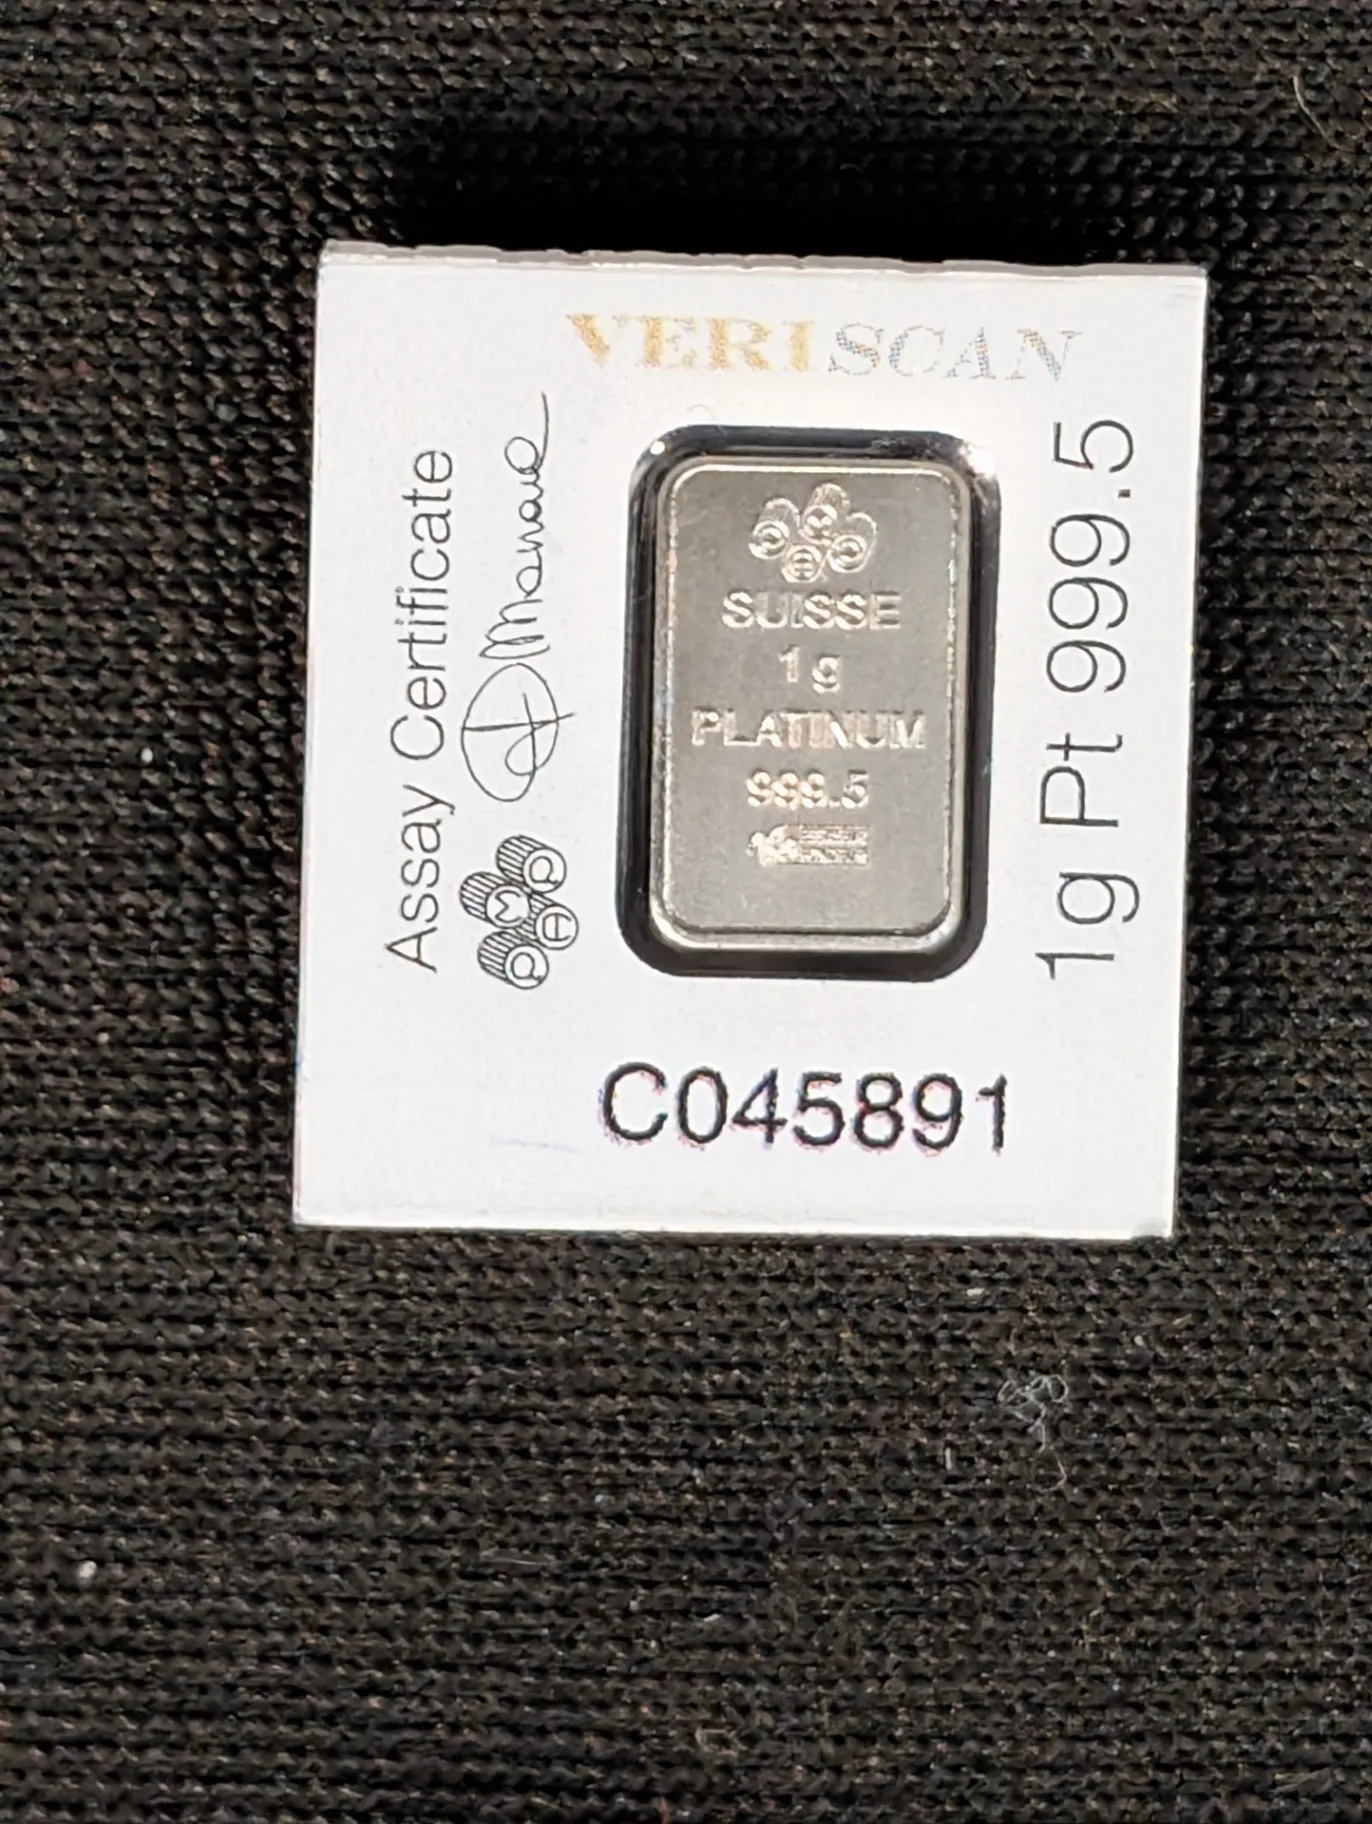 VERISCAN
Assay Certificate
SUISSE
1g
PLATINUM
999.5
1g Pt 999.5
C045891